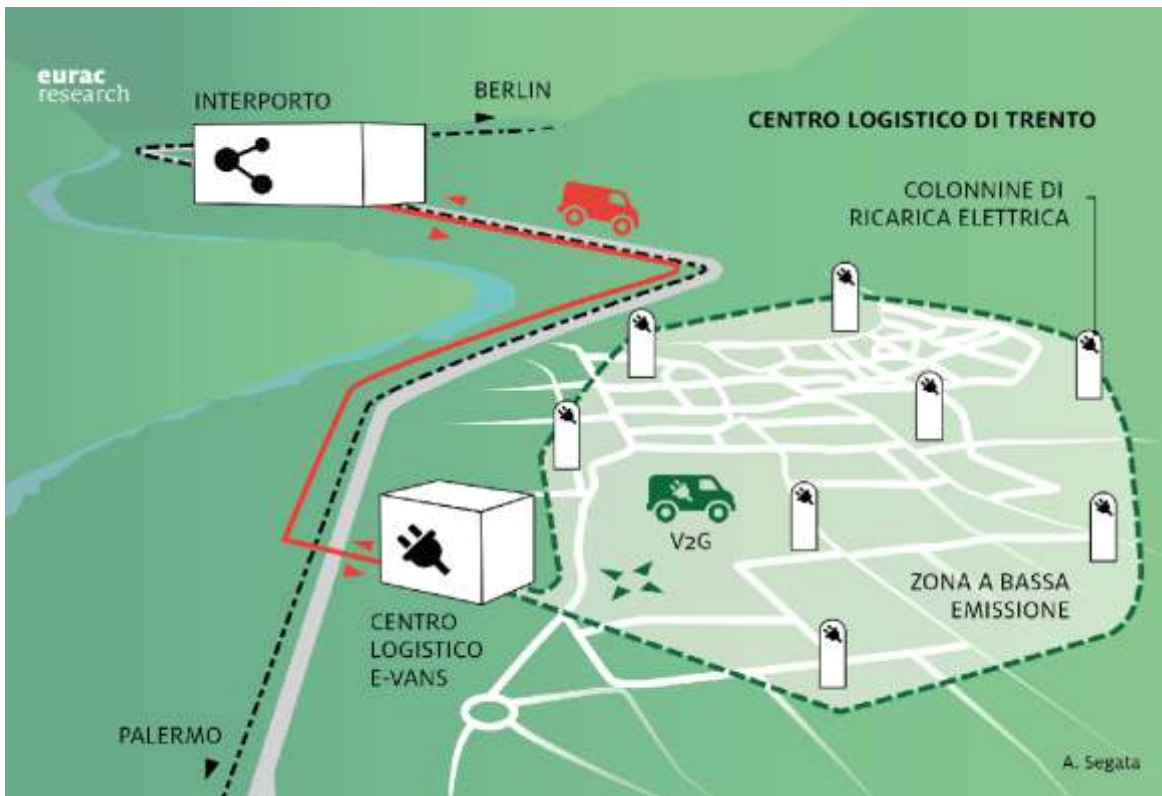 eurac
research
INTERPORTO
BERLIN
CENTRO LOGISTICO DI TRENTO
COLONNINE DI
RICARICA ELETTRICA
V2G
ZONA A BASSA
EMISSIONE
CENTRO
LOGISTICO
E-VANS
PALERMO
A. Segata